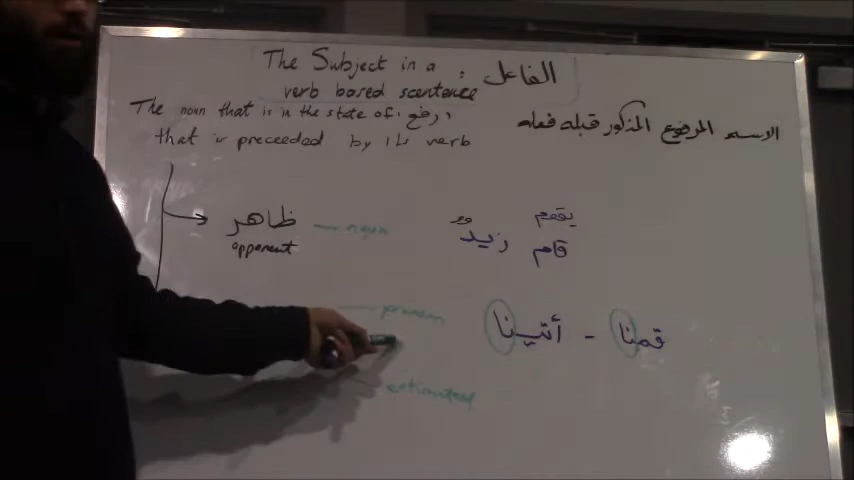 The Subject in a : الفاعل
verb based scentence
The noun that is in the state of رفع،
that is preceeded by its verb
الاسم المرفوع المذكور قبله فعله
ظاهر — noun
apparent
يقوم
قام زيدٌ
— pronoun
قمنا - أتينا
— estimated